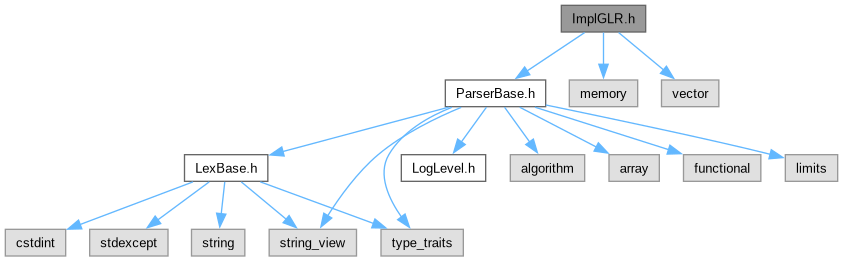 ImplGLR.h
ParserBase.h
memory
vector
LexBase.h
LogLevel.h
algorithm
array
functional
limits
cstdint
stdexcept
string
string_view
type_traits